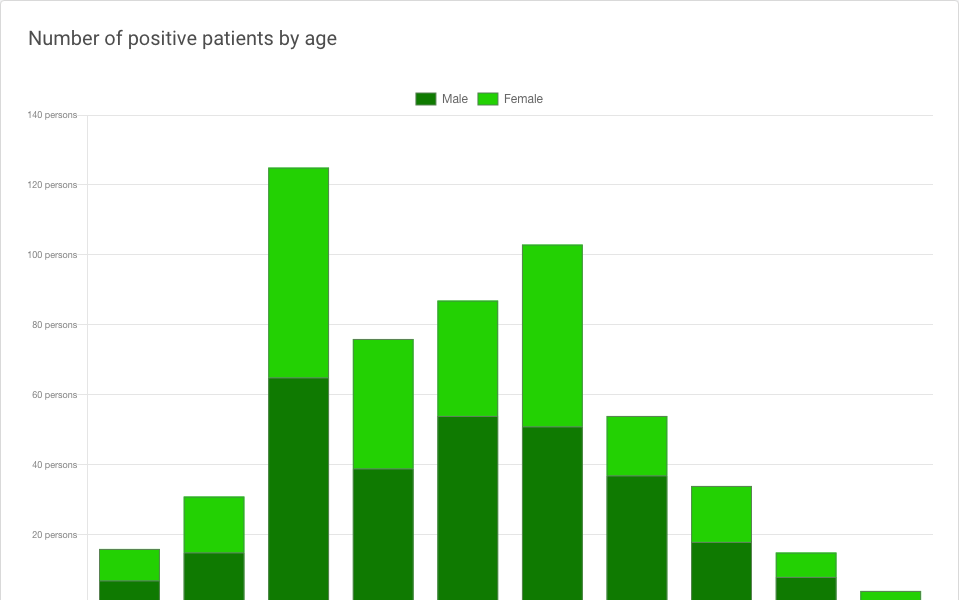 Number of positive patients by age
Male Female
140 persons
120 persons
100 persons
80 persons
60 persons
40 persons
20 persons